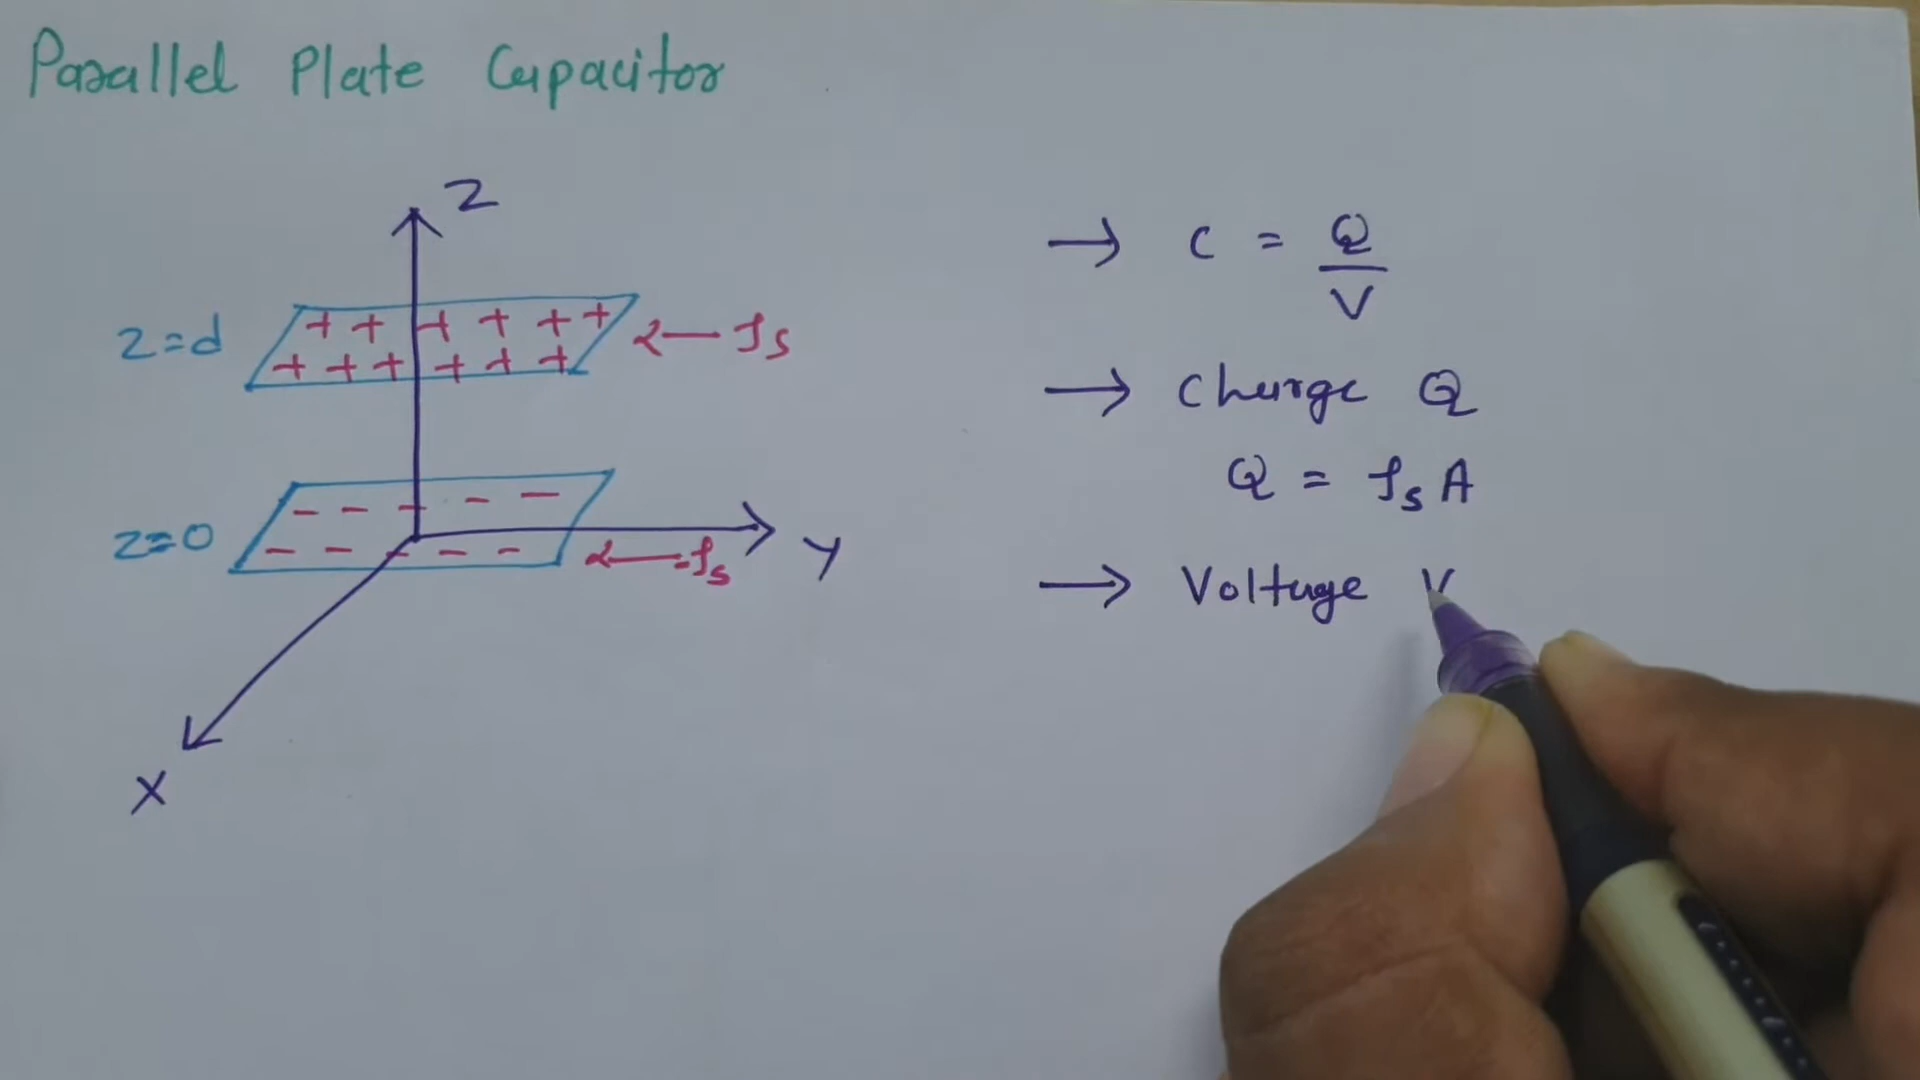 Parallel Plate Capacitor
Z
z=d
+ + + + + +
+ + + + + +
ρs
z=0
- - - - -
- - - - -
-ρs
Y
X
→ C = Q/V
→ Charge Q
Q = ρs A
→ Voltage V